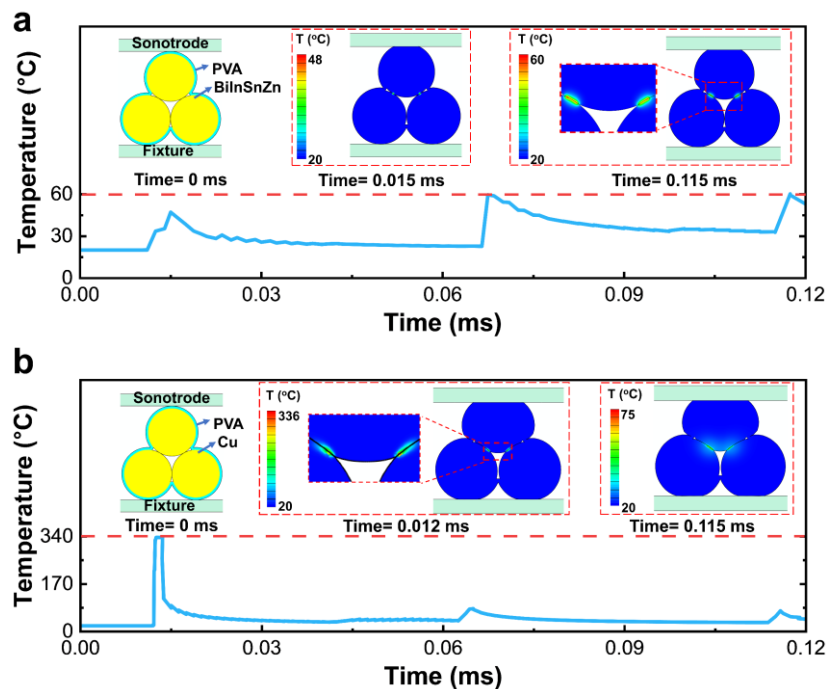 a
Sonotrode
PVA
BiInSnZn
Fixture
T (°C)
48
20
T (°C)
60
20
Time= 0 ms
Time= 0.015 ms
Time= 0.115 ms
Temperature (°C)
60
30
0
0.00
0.03
0.06
0.09
0.12
Time (ms)
b
Sonotrode
PVA
Cu
Fixture
T (°C)
336
20
T (°C)
75
20
Time= 0 ms
Time= 0.012 ms
Time= 0.115 ms
Temperature (°C)
340
170
0
0.00
0.03
0.06
0.09
0.12
Time (ms)